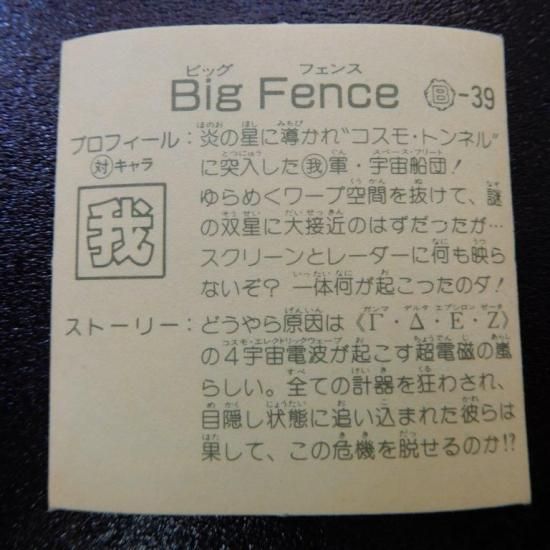 ビッグ フェンス
Big Fence Ⓑ-39
プロフィール：炎の星に導かれ"コスモ・トンネル"
対キャラ
に突入した我軍・宇宙船団！
我
ゆらめくワープ空間を抜けて、謎
の双星に大接近のはずだったが…
スクリーンとレーダーに何も映ら
ないぞ？ 一体何が起こったのダ！
ストーリー：どうやら原因は《Γ・Δ・E・Z》
の4宇宙電波が起こす超電磁の嵐
らしい。全ての計器を狂わされ、
目隠し状態に追い込まれた彼らは
果して、この危機を脱せるのか!?